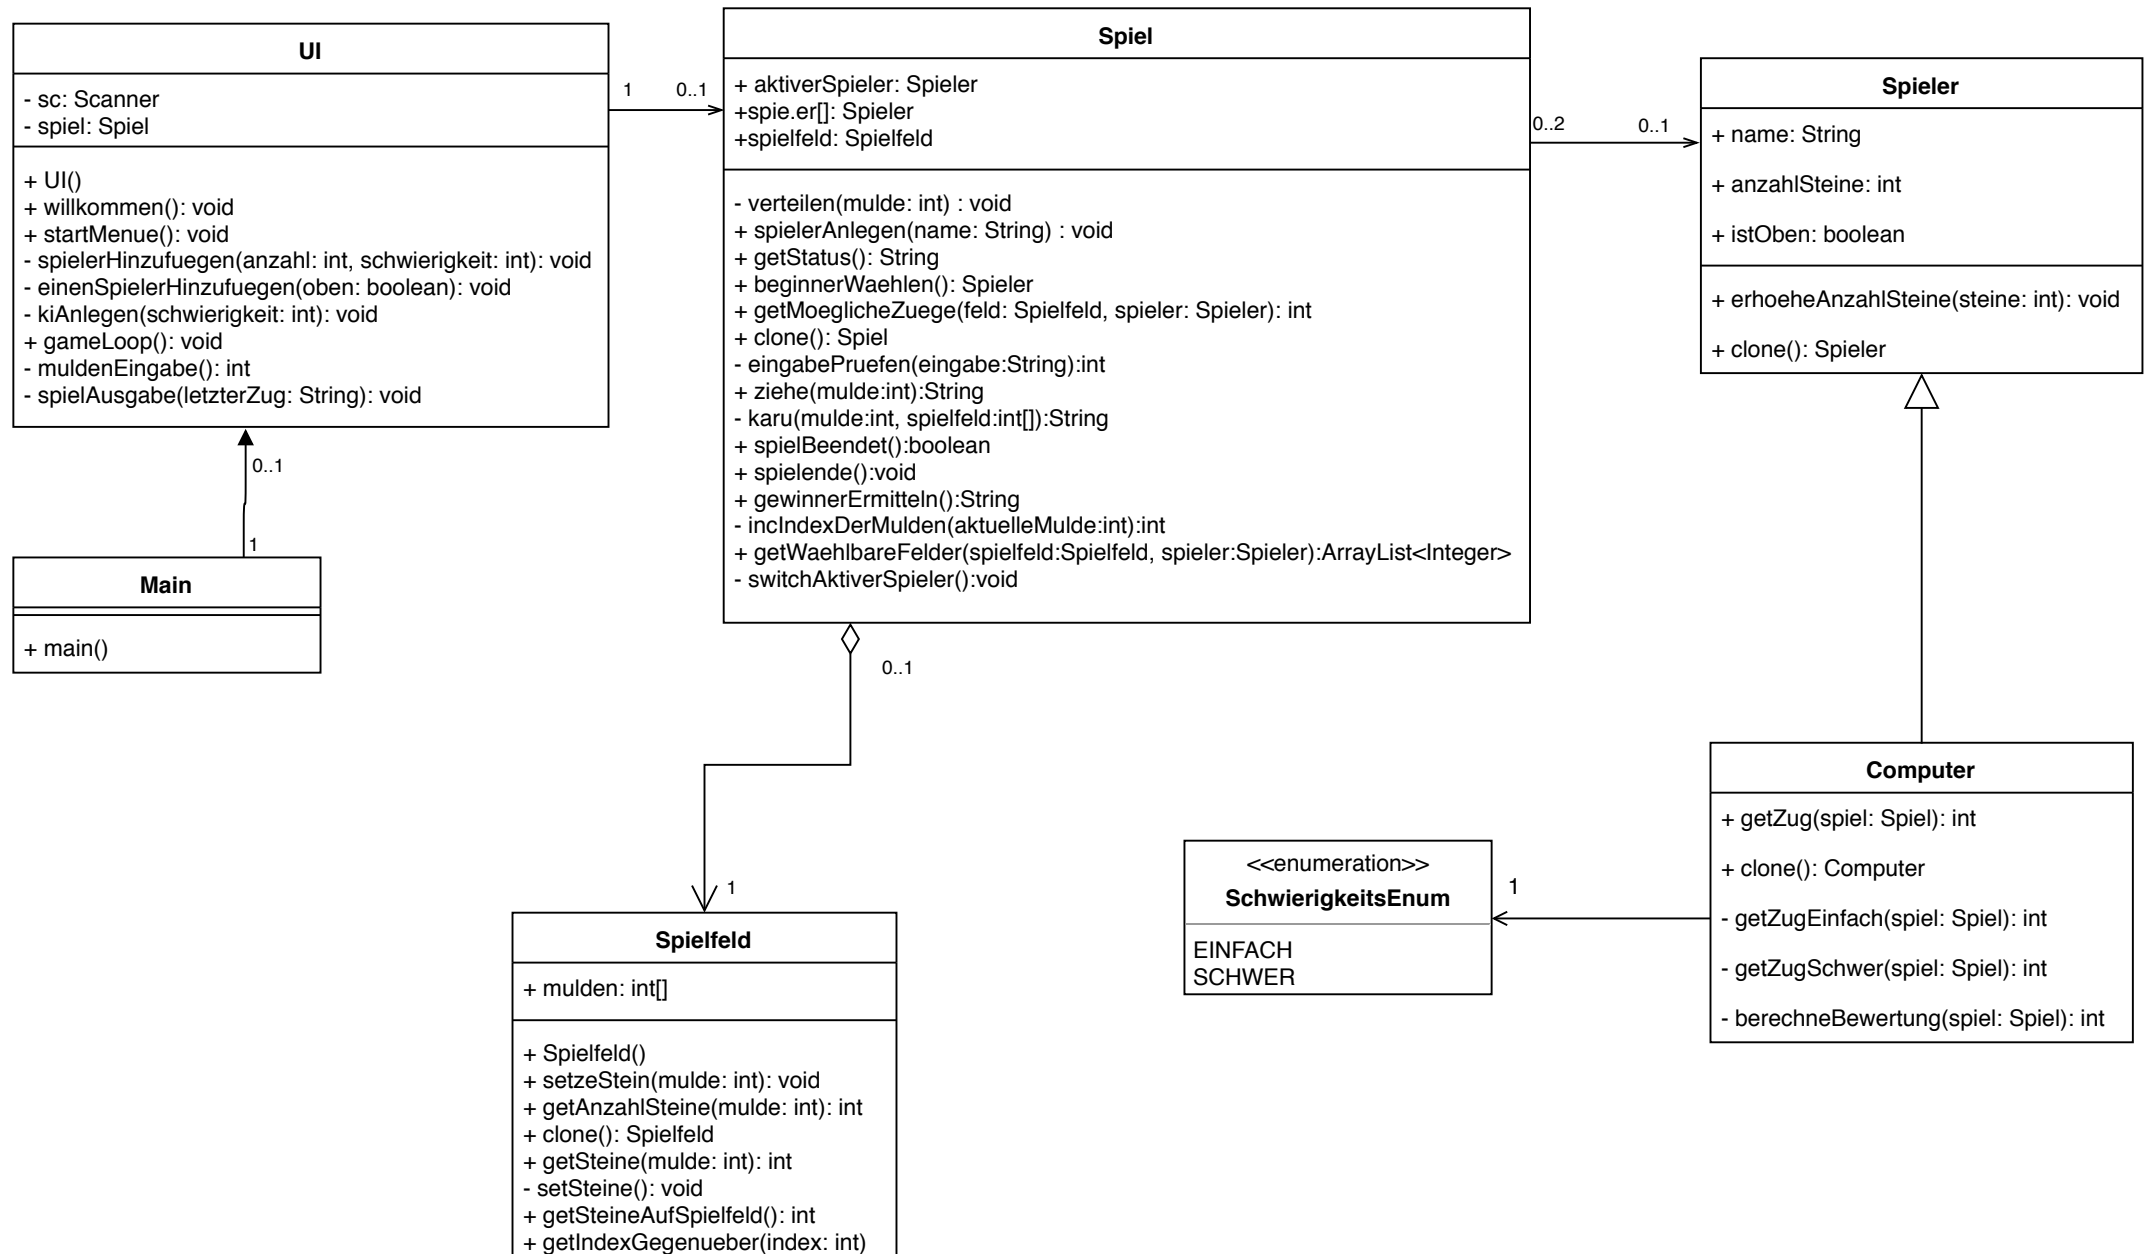 UI
- sc: Scanner
- spiel: Spiel
+ UI()
+ willkommen(): void
+ startMenue(): void
- spielerHinzufuegen(anzahl: int, schwierigkeit: int): void
- einenSpielerHinzufuegen(oben: boolean): void
- kiAnlegen(schwierigkeit: int): void
+ gameLoop(): void
- muldenEingabe(): int
- spielAusgabe(letzterZug: String): void
1
0..1
Spiel
+ aktiverSpieler: Spieler
+spie.er[]: Spieler
+spielfeld: Spielfeld
- verteilen(mulde: int) : void
+ spielerAnlegen(name: String) : void
+ getStatus(): String
+ beginnerWaehlen(): Spieler
+ getMoeglicheZuege(feld: Spielfeld, spieler: Spieler): int
+ clone(): Spiel
- eingabePruefen(eingabe:String):int
+ ziehe(mulde:int):String
- karu(mulde:int, spielfeld:int[]):String
+ spielBeendet():boolean
+ spielende():void
+ gewinnerErmitteln():String
- incIndexDerMulden(aktuelleMulde:int):int
+ getWaehlbareFelder(spielfeld:Spielfeld, spieler:Spieler):ArrayList<Integer>
- switchAktiverSpieler():void
0..2
0..1
Spieler
+ name: String
+ anzahlSteine: int
+ istOben: boolean
+ erhoeheAnzahlSteine(steine: int): void
+ clone(): Spieler
0..1
1
Main
+ main()
0..1
1
Spielfeld
+ mulden: int[]
+ Spielfeld()
+ setzeStein(mulde: int): void
+ getAnzahlSteine(mulde: int): int
+ clone(): Spielfeld
+ getSteine(mulde: int): int
- setSteine(): void
+ getSteineAufSpielfeld(): int
+ getIndexGegenueber(index: int)
<<enumeration>>
SchwierigkeitsEnum
EINFACH
SCHWER
1
Computer
+ getZug(spiel: Spiel): int
+ clone(): Computer
- getZugEinfach(spiel: Spiel): int
- getZugSchwer(spiel: Spiel): int
- berechneBewertung(spiel: Spiel): int